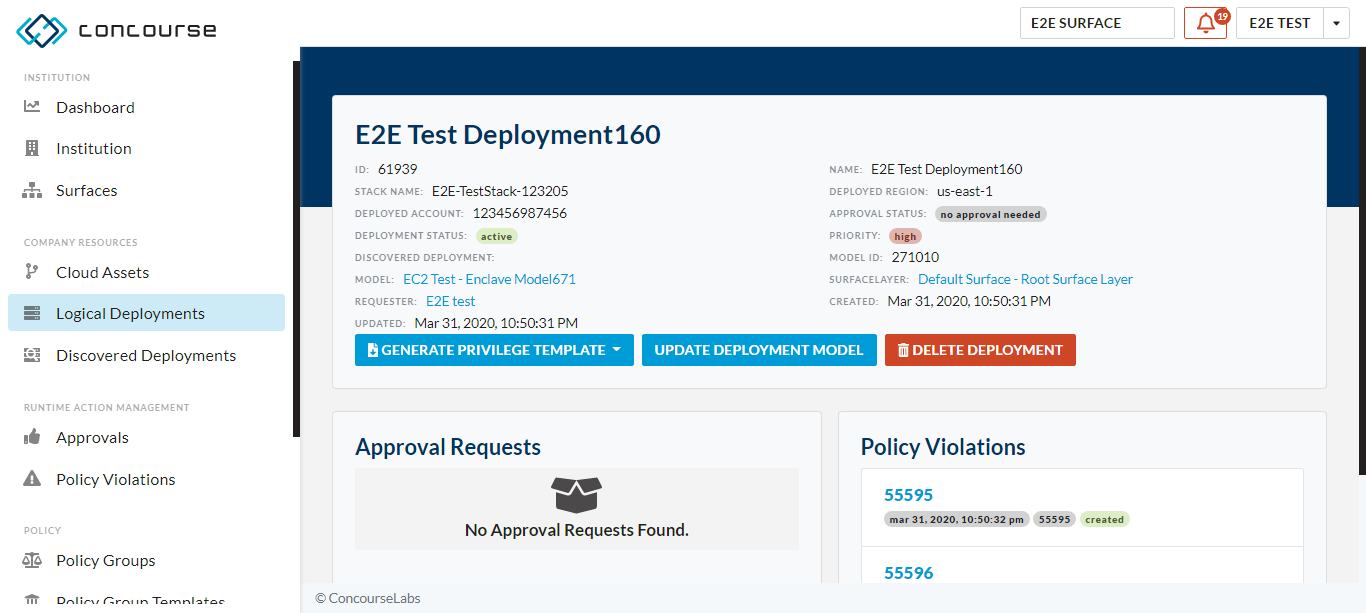 concourse
E2E SURFACE
19
E2E TEST
INSTITUTION
Dashboard
Institution
Surfaces
COMPANY RESOURCES
Cloud Assets
Logical Deployments
Discovered Deployments
RUNTIME ACTION MANAGEMENT
Approvals
Policy Violations
POLICY
Policy Groups
Policy Group Templates
E2E Test Deployment160
ID: 61939
STACK NAME: E2E-TestStack-123205
DEPLOYED ACCOUNT: 123456987456
DEPLOYMENT STATUS: active
DISCOVERED DEPLOYMENT:
MODEL: EC2 Test - Enclave Model671
REQUESTER: E2E test
UPDATED: Mar 31, 2020, 10:50:31 PM
NAME: E2E Test Deployment160
DEPLOYED REGION: us-east-1
APPROVAL STATUS: no approval needed
PRIORITY: high
MODEL ID: 271010
SURFACELAYER: Default Surface - Root Surface Layer
CREATED: Mar 31, 2020, 10:50:31 PM
GENERATE PRIVILEGE TEMPLATE
UPDATE DEPLOYMENT MODEL
DELETE DEPLOYMENT
Approval Requests
No Approval Requests Found.
Policy Violations
55595
mar 31, 2020, 10:50:32 pm 55595 created
55596
© ConcourseLabs